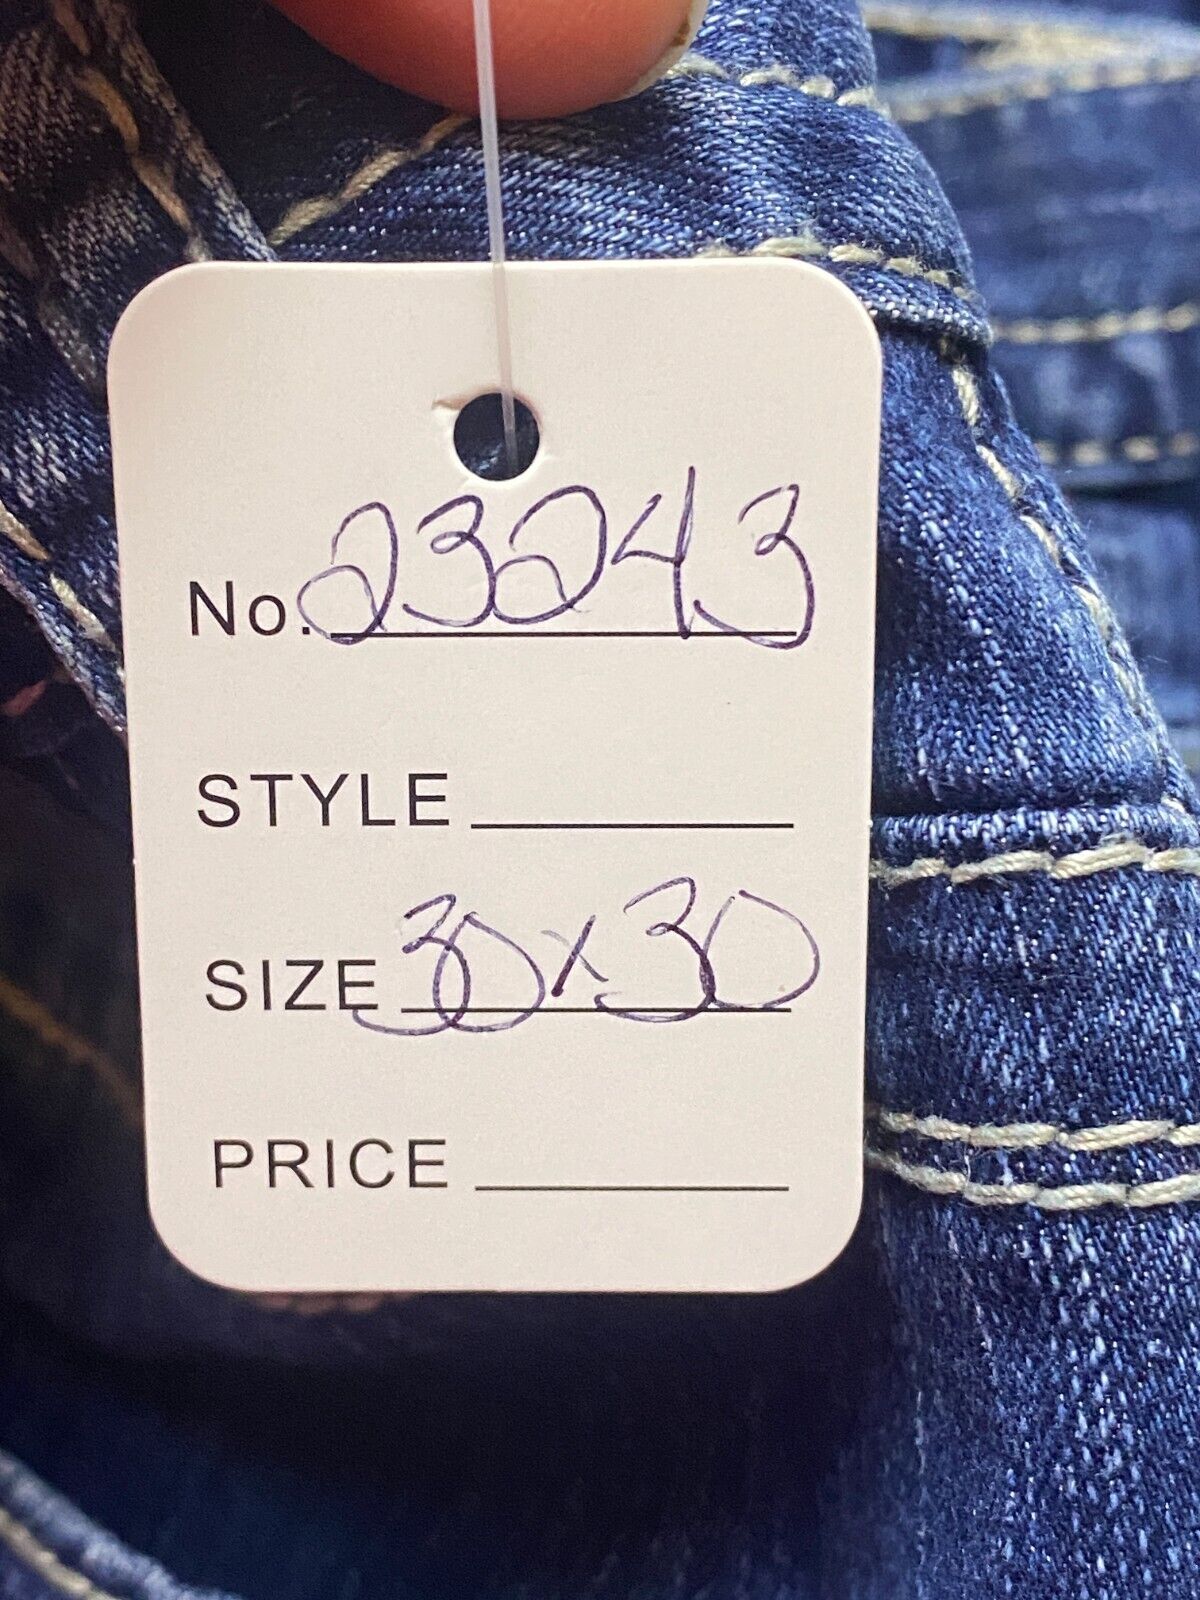 No. 23243
STYLE
SIZE 30x30
PRICE